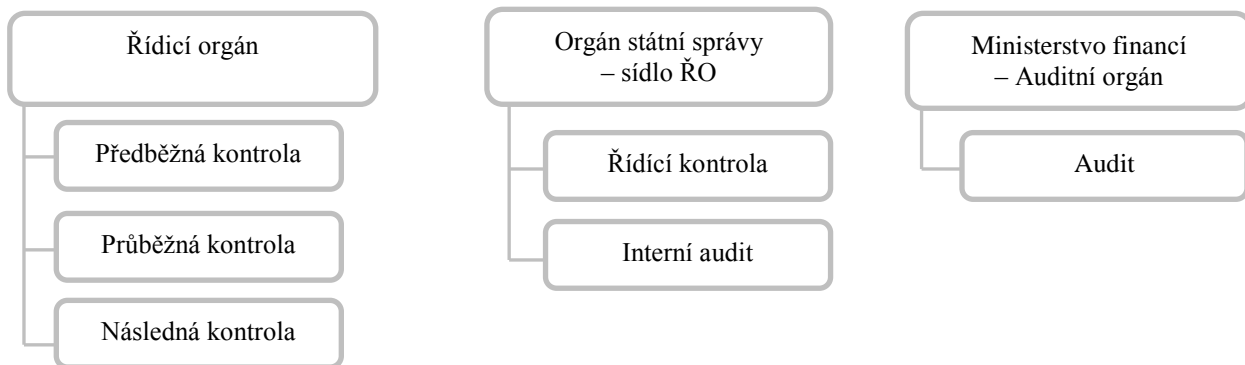 Řídicí orgán
Předběžná kontrola
Průběžná kontrola
Následná kontrola
Orgán státní správy
– sídlo ŘO
Řídící kontrola
Interní audit
Ministerstvo financí
– Auditní orgán
Audit